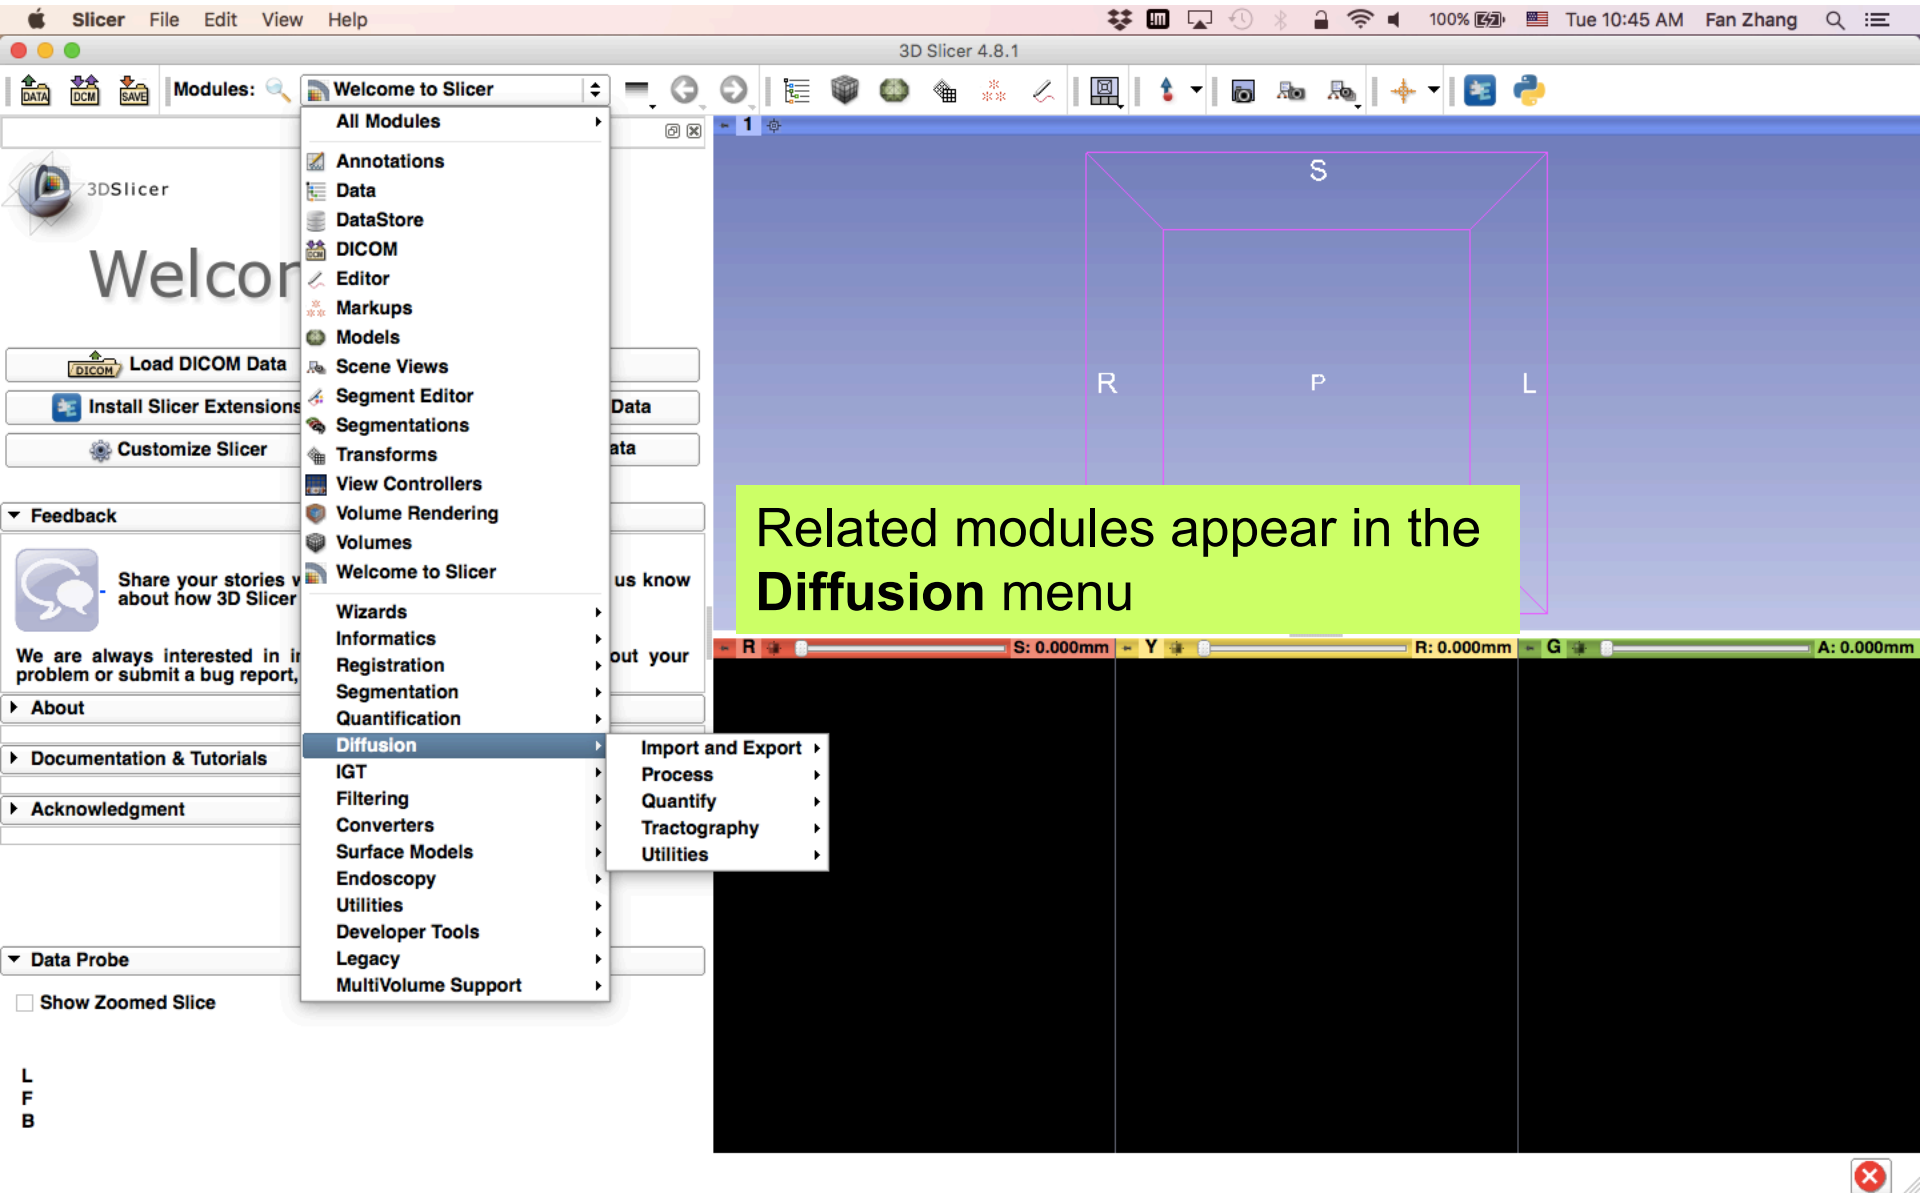 Slicer File Edit View Help 100% Tue 10:45 AM Fan Zhang
3D Slicer 4.8.1
DATA DCM SAVE Modules: Welcome to Slicer
All Modules
Annotations
Data
DataStore
DICOM
Editor
Markups
Models
Scene Views
Segment Editor
Segmentations
Transforms
View Controllers
Volume Rendering
Volumes
Welcome to Slicer
Wizards
Informatics
Registration
Segmentation
Quantification
Diffusion
IGT
Filtering
Converters
Surface Models
Endoscopy
Utilities
Developer Tools
Legacy
MultiVolume Support
Import and Export
Process
Quantify
Tractography
Utilities
3DSlicer
Welcor
DICOM Load DICOM Data
Install Slicer Extensions Data
Customize Slicer ata
Feedback
Share your stories w us know
about how 3D Slicer
We are always interested in ir out your
problem or submit a bug report,
About
Documentation & Tutorials
Acknowledgment
Data Probe
Show Zoomed Slice
L
F
B
1
S
R P L
Related modules appear in the
Diffusion menu
R S: 0.000mm Y R: 0.000mm G A: 0.000mm